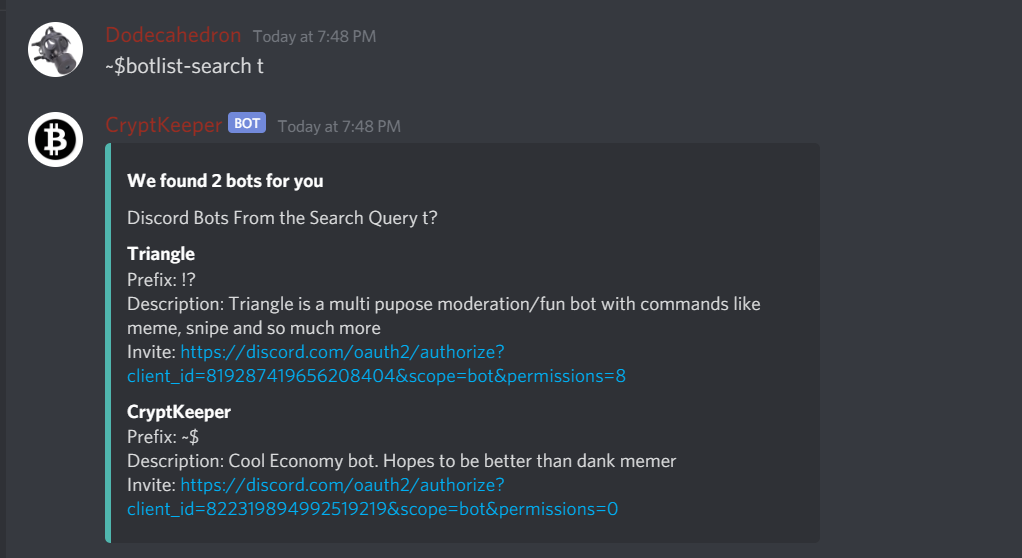 Dodecahedron Today at 7:48 PM
~$botlist-search t
CryptKeeper BOT Today at 7:48 PM
We found 2 bots for you
Discord Bots From the Search Query t?
Triangle
Prefix: !?
Description: Triangle is a multi pupose moderation/fun bot with commands like
meme, snipe and so much more
Invite: https://discord.com/oauth2/authorize?
client_id=819287419656208404&scope=bot&permissions=8
CryptKeeper
Prefix: ~$
Description: Cool Economy bot. Hopes to be better than dank memer
Invite: https://discord.com/oauth2/authorize?
client_id=822319894992519219&scope=bot&permissions=0